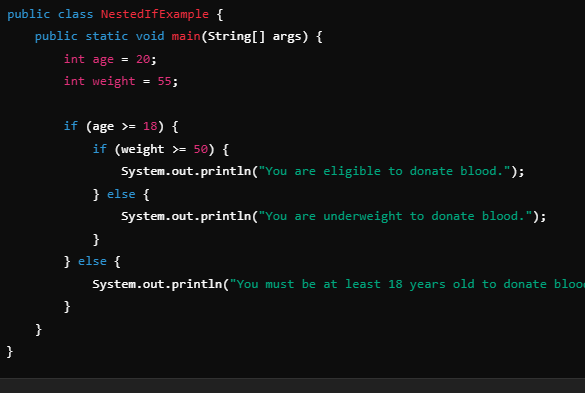 public class NestedIfExample {
    public static void main(String[] args) {
        int age = 20;
        int weight = 55;

        if (age >= 18) {
            if (weight >= 50) {
                System.out.println("You are eligible to donate blood.");
            } else {
                System.out.println("You are underweight to donate blood.");
            }
        } else {
            System.out.println("You must be at least 18 years old to donate bloo
        }
    }
}